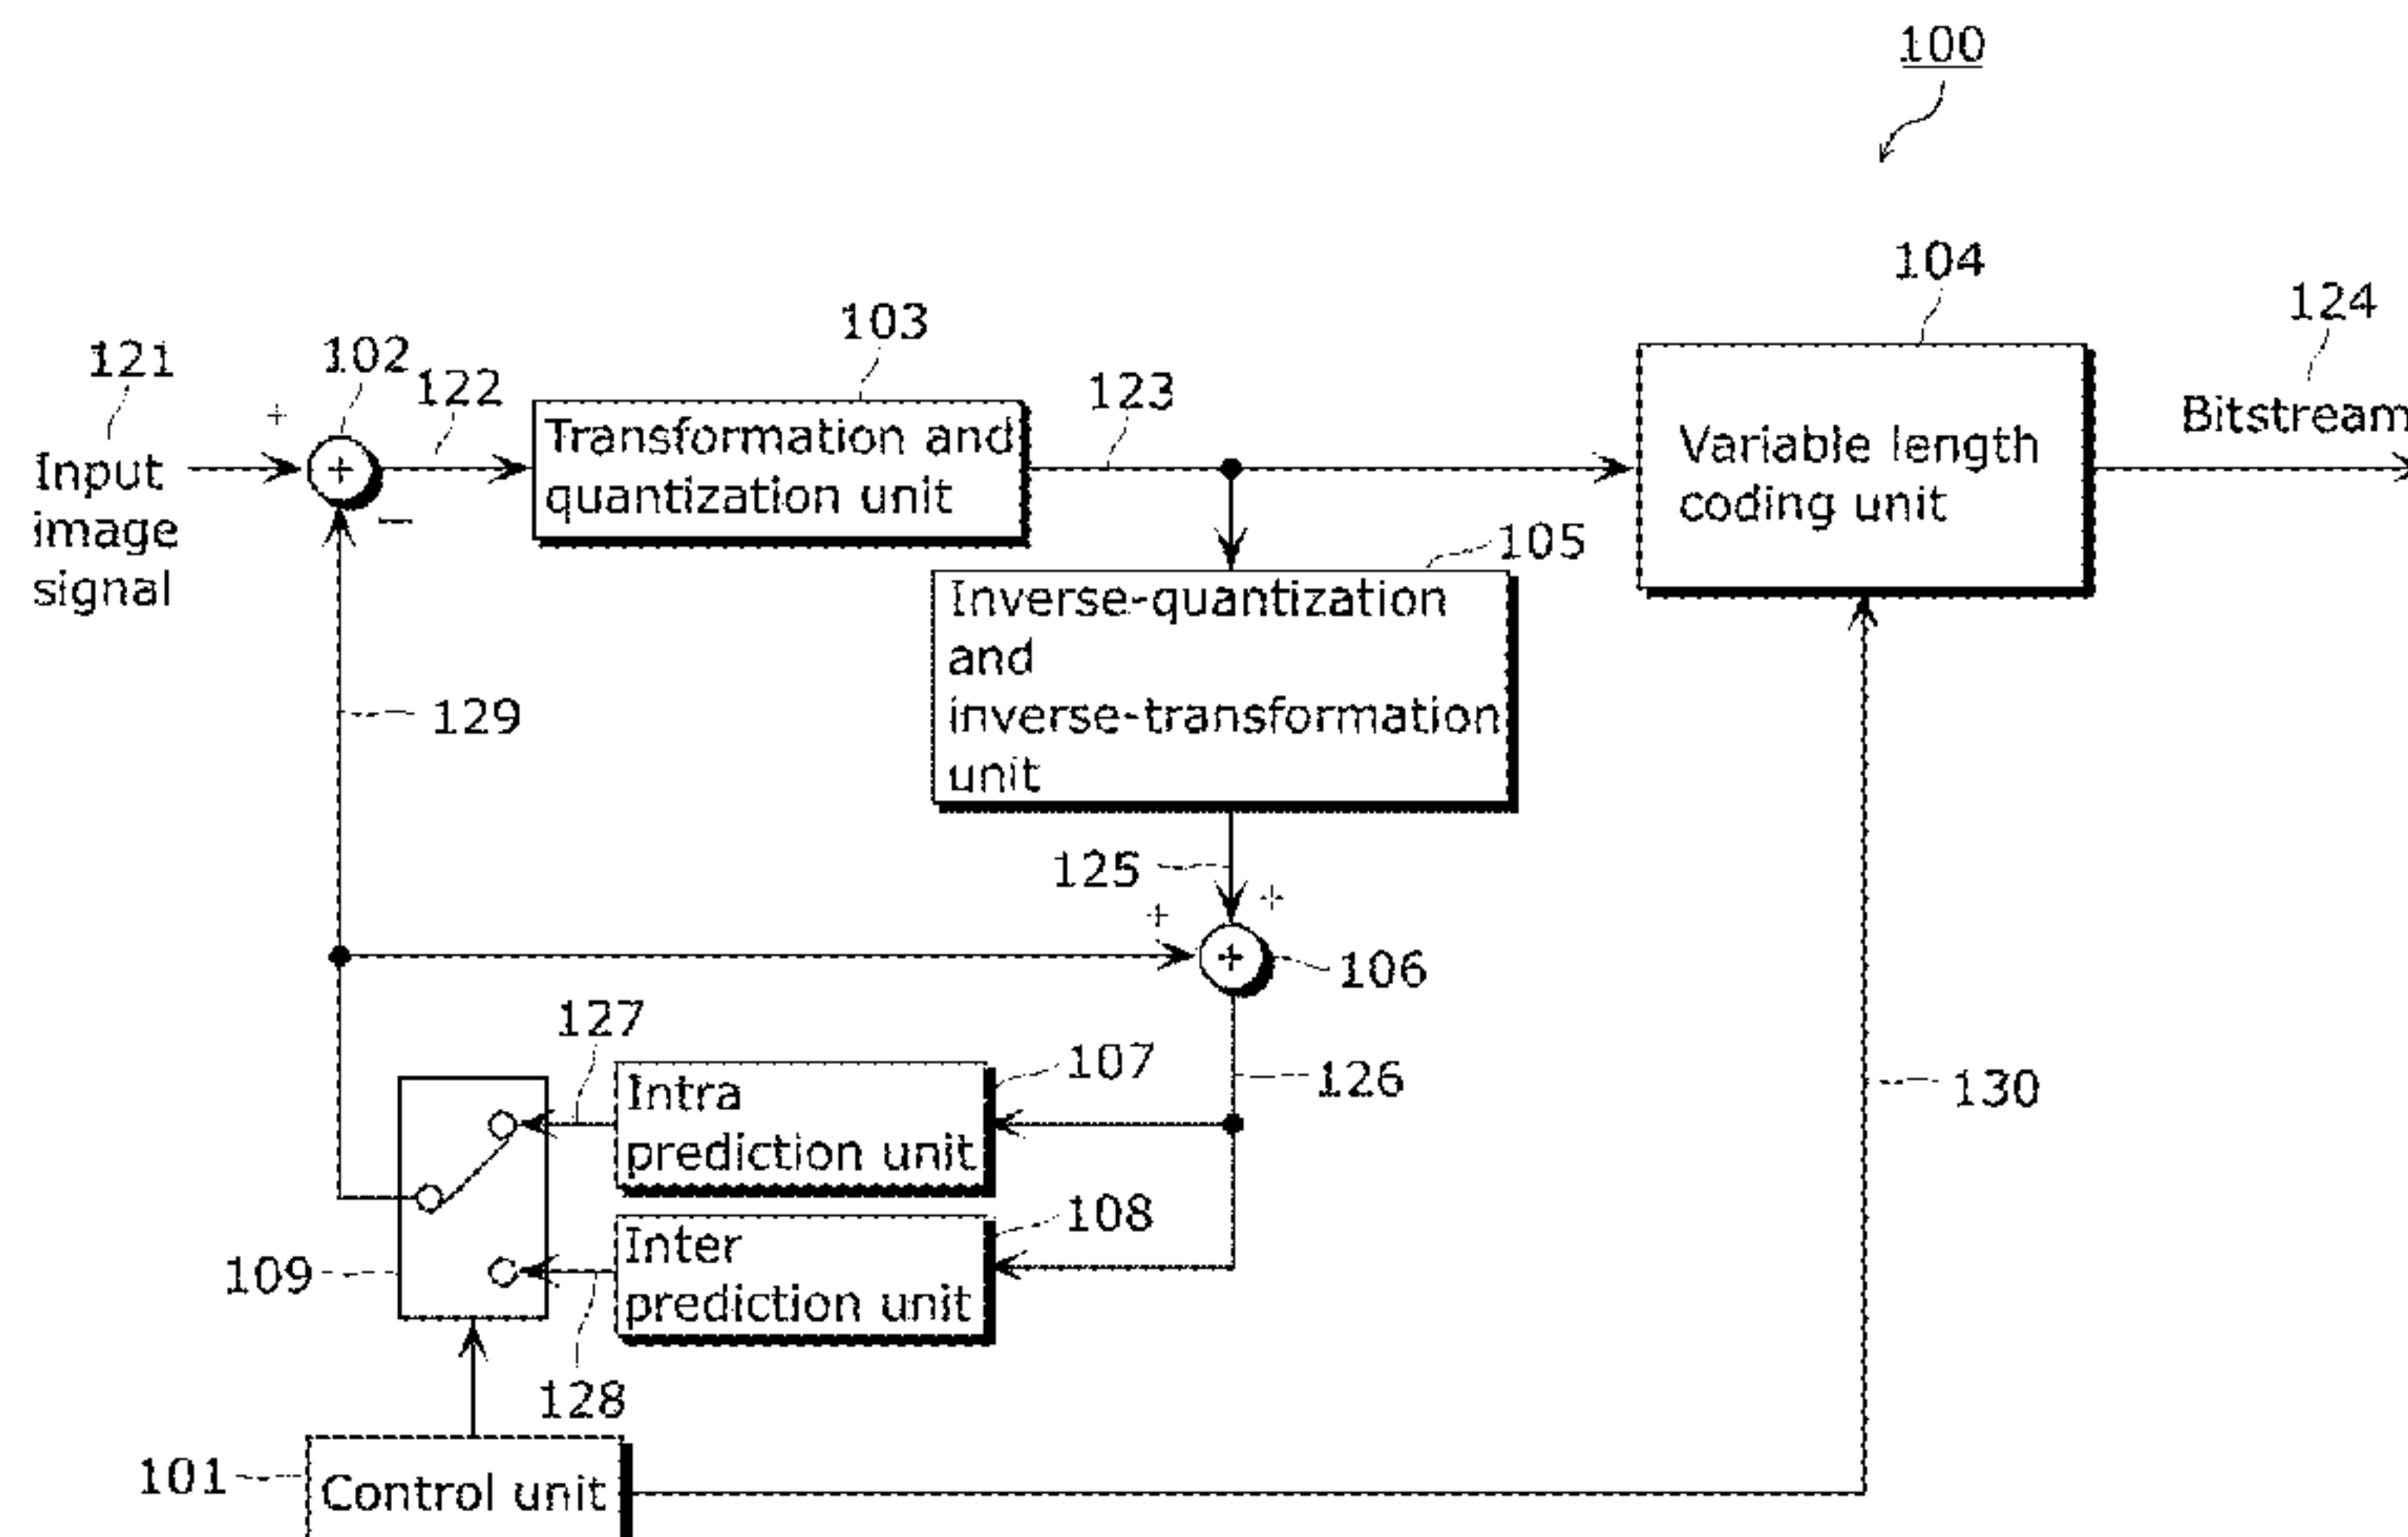 100
104
124
103
121
102
122
123
Bitstream
+
Transformation and
quantization unit
Variable length
coding unit
Input
image
signal
+
−
105
Inverse-quantization
and
inverse-transformation
unit
129
125
+
+
+
106
127
107
126
130
Intra
prediction unit
108
Inter
prediction unit
109
128
101
Control unit